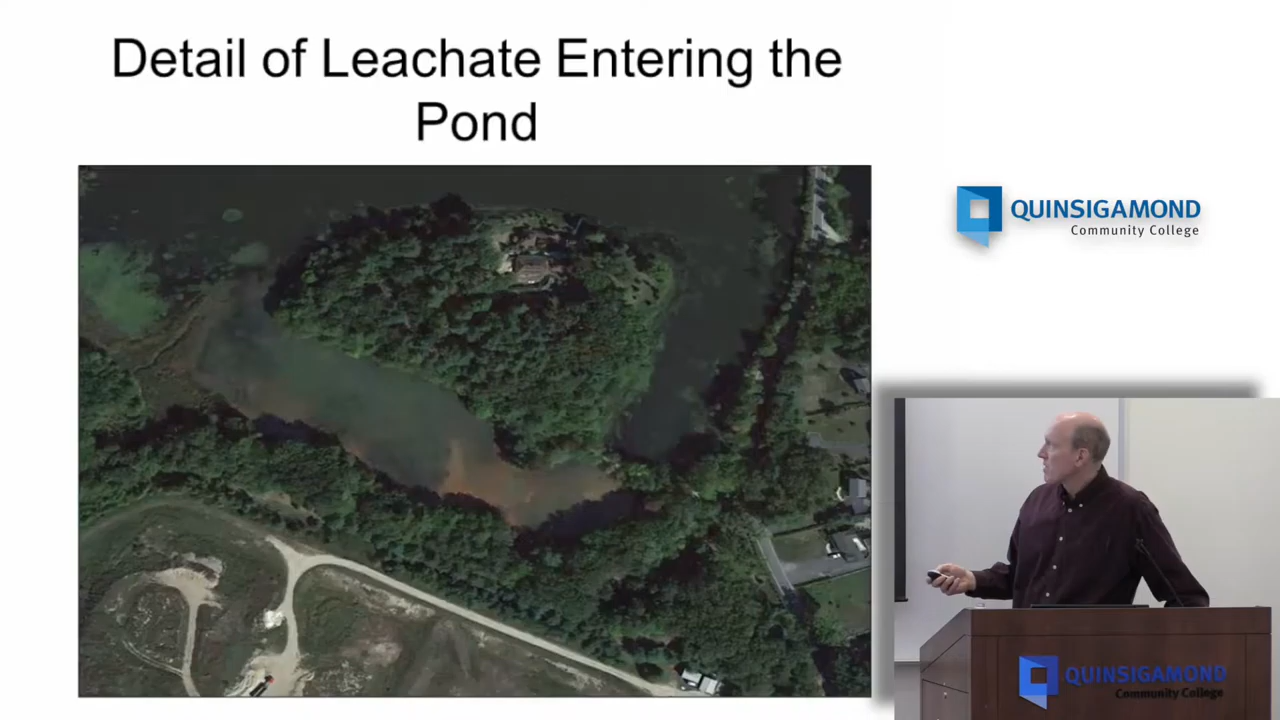 Detail of Leachate Entering the
Pond
QUINSIGAMOND
Community College
QUINSIGAMOND
Community College